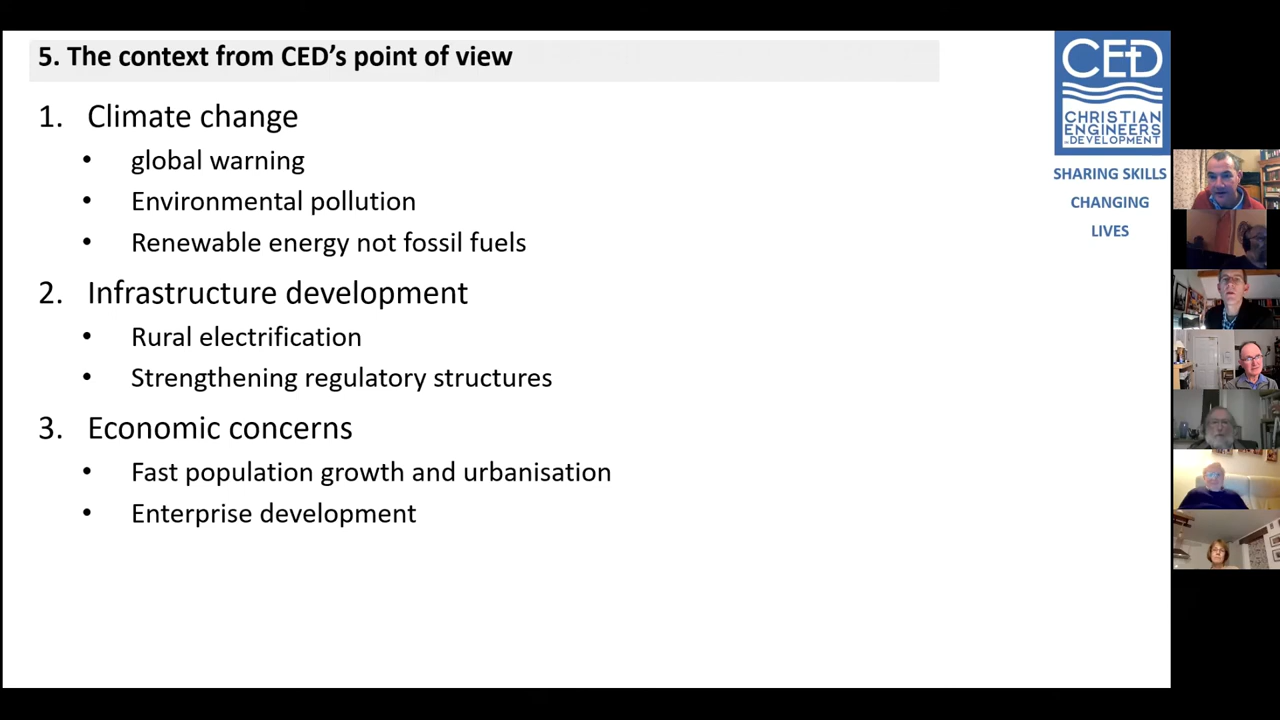 5. The context from CED's point of view
1. Climate change
• global warning
• Environmental pollution
• Renewable energy not fossil fuels
2. Infrastructure development
• Rural electrification
• Strengthening regulatory structures
3. Economic concerns
• Fast population growth and urbanisation
• Enterprise development
CED
CHRISTIAN
ENGINEERS
IN DEVELOPMENT
SHARING SKILLS
CHANGING
LIVES